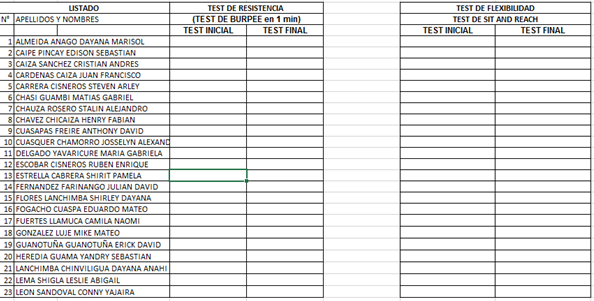 LISTADO TEST DE RESISTENCIA TEST DE FLEXIBILIDAD
N° APELLIDOS Y NOMBRES (TEST DE BURPEE en 1 min) TEST DE SIT AND REACH
TEST INICIAL TEST FINAL TEST INICIAL TEST FINAL
1 ALMEIDA ANAGO DAYANA MARISOL
2 CAIPE PINCAY EDISON SEBASTIAN
3 CAIZA SANCHEZ CRISTIAN ANDRES
4 CARDENAS CAIZA JUAN FRANCISCO
5 CARRERA CISNEROS STEVEN ARLEY
6 CHASI GUAMBI MATIAS GABRIEL
7 CHAUZA ROSERO STALIN ALEJANDRO
8 CHAVEZ CHICAIZA HENRY FABIAN
9 CUASAPAS FREIRE ANTHONY DAVID
10 CUASQUER CHAMORRO JOSSELYN ALEXAND
11 DELGADO YAVARICURE MARIA GABRIELA
12 ESCOBAR CISNEROS RUBEN ENRIQUE
13 ESTRELLA CABRERA SHIRIT PAMELA
14 FERNANDEZ FARINANGO JULIAN DAVID
15 FLORES LANCHIMBA SHIRLEY DAYANA
16 FOGACHO CUASPA EDUARDO MATEO
17 FUERTES LLAMUCA CAMILA NAOMI
18 GONZALEZ LUJE MIKE MATEO
19 GUANOTUÑA GUANOTUÑA ERICK DAVID
20 HEREDIA GUAMA YANDRY SEBASTIAN
21 LANCHIMBA CHINVILIGUA DAYANA ANAHI
22 LEMA SHIGLA LESLIE ABIGAIL
23 LEON SANDOVAL CONNY YAJAIRA